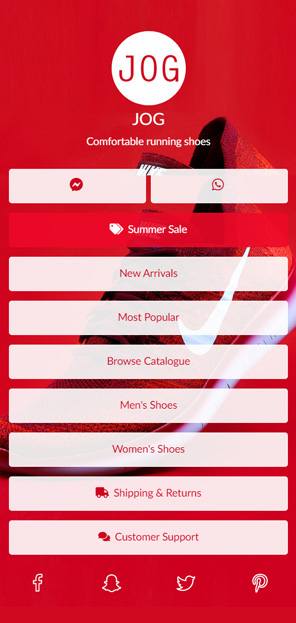 JOG
JOG
Comfortable running shoes
NIKE
Summer Sale
New Arrivals
Most Popular
Browse Catalogue
Men's Shoes
Women's Shoes
Shipping & Returns
Customer Support